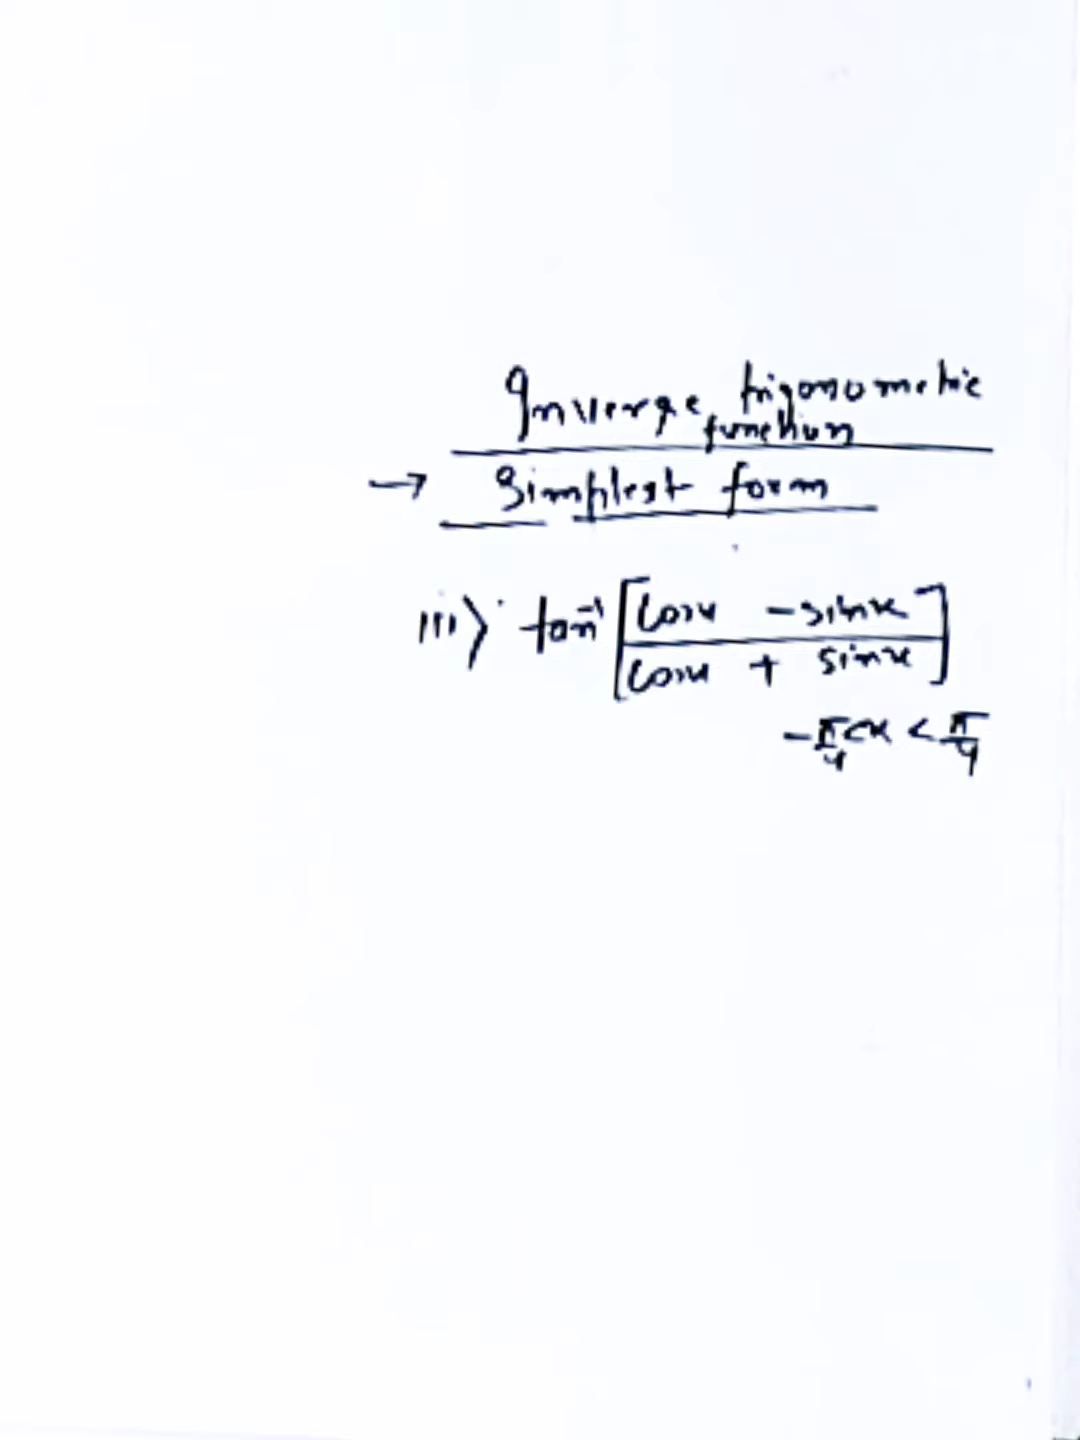 Inverse trigonometric
function
→ Simplest form
iii) tan⁻¹ [cosx - sinx
cosx + sinx]
-π/4 < x < π/4